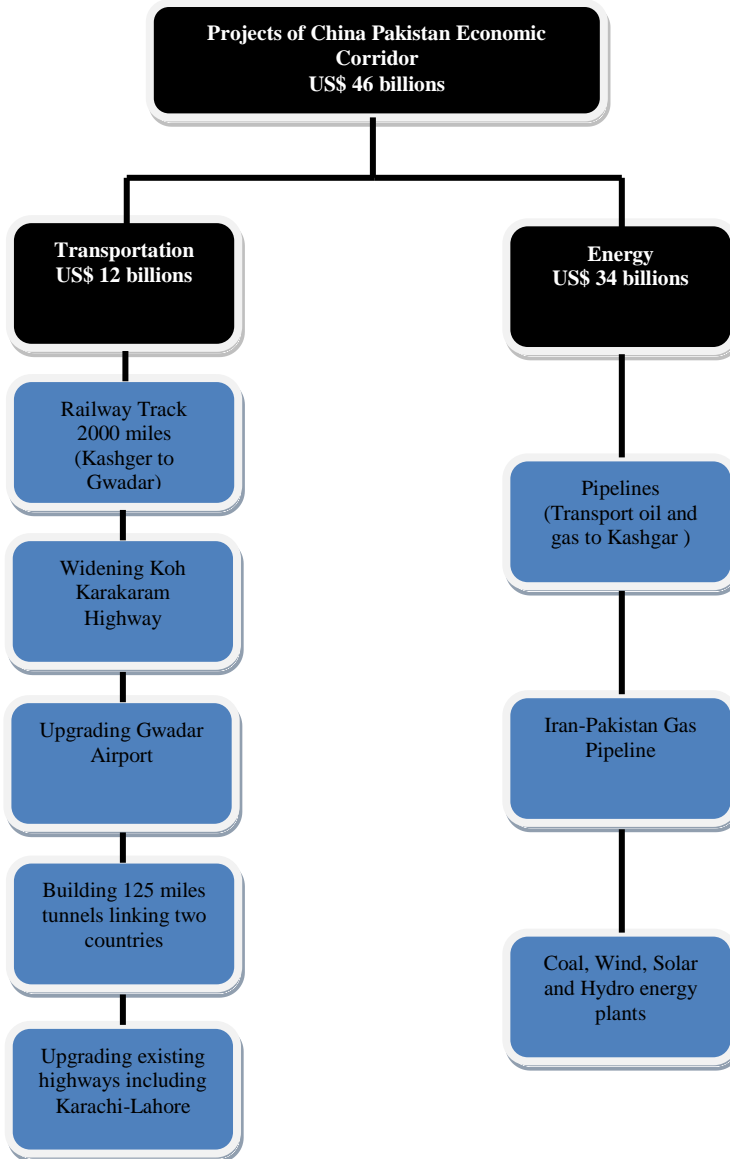 Projects of China Pakistan Economic
Corridor
US$ 46 billions
Transportation
US$ 12 billions
Energy
US$ 34 billions
Railway Track
2000 miles
(Kashger to
Gwadar)
Widening Koh
Karakaram
Highway
Upgrading Gwadar
Airport
Building 125 miles
tunnels linking two
countries
Upgrading existing
highways including
Karachi-Lahore
Pipelines
(Transport oil and
gas to Kashgar )
Iran-Pakistan Gas
Pipeline
Coal, Wind, Solar
and Hydro energy
plants